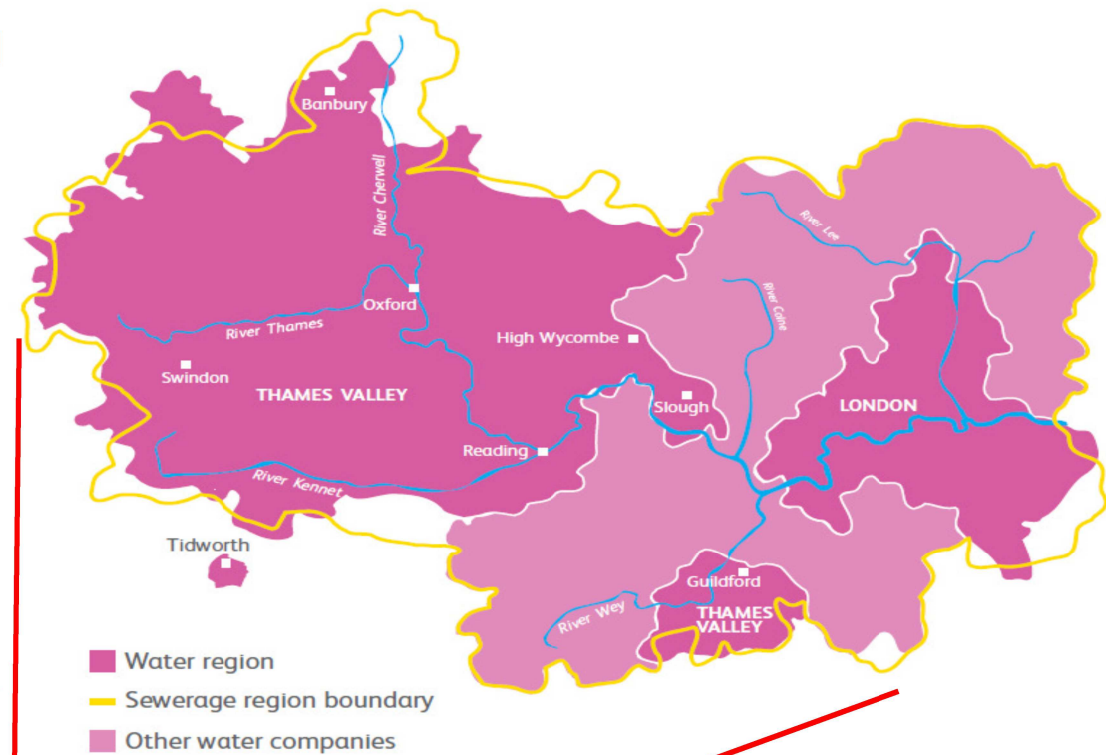 Banbury
River Cherwell
River Lee
Oxford
River Colne
River Thames
High Wycombe
Swindon
THAMES VALLEY
Slough
LONDON
Reading
River Kennet
Tidworth
Guildford
River Wey
THAMES
VALLEY
Water region
Sewerage region boundary
Other water companies